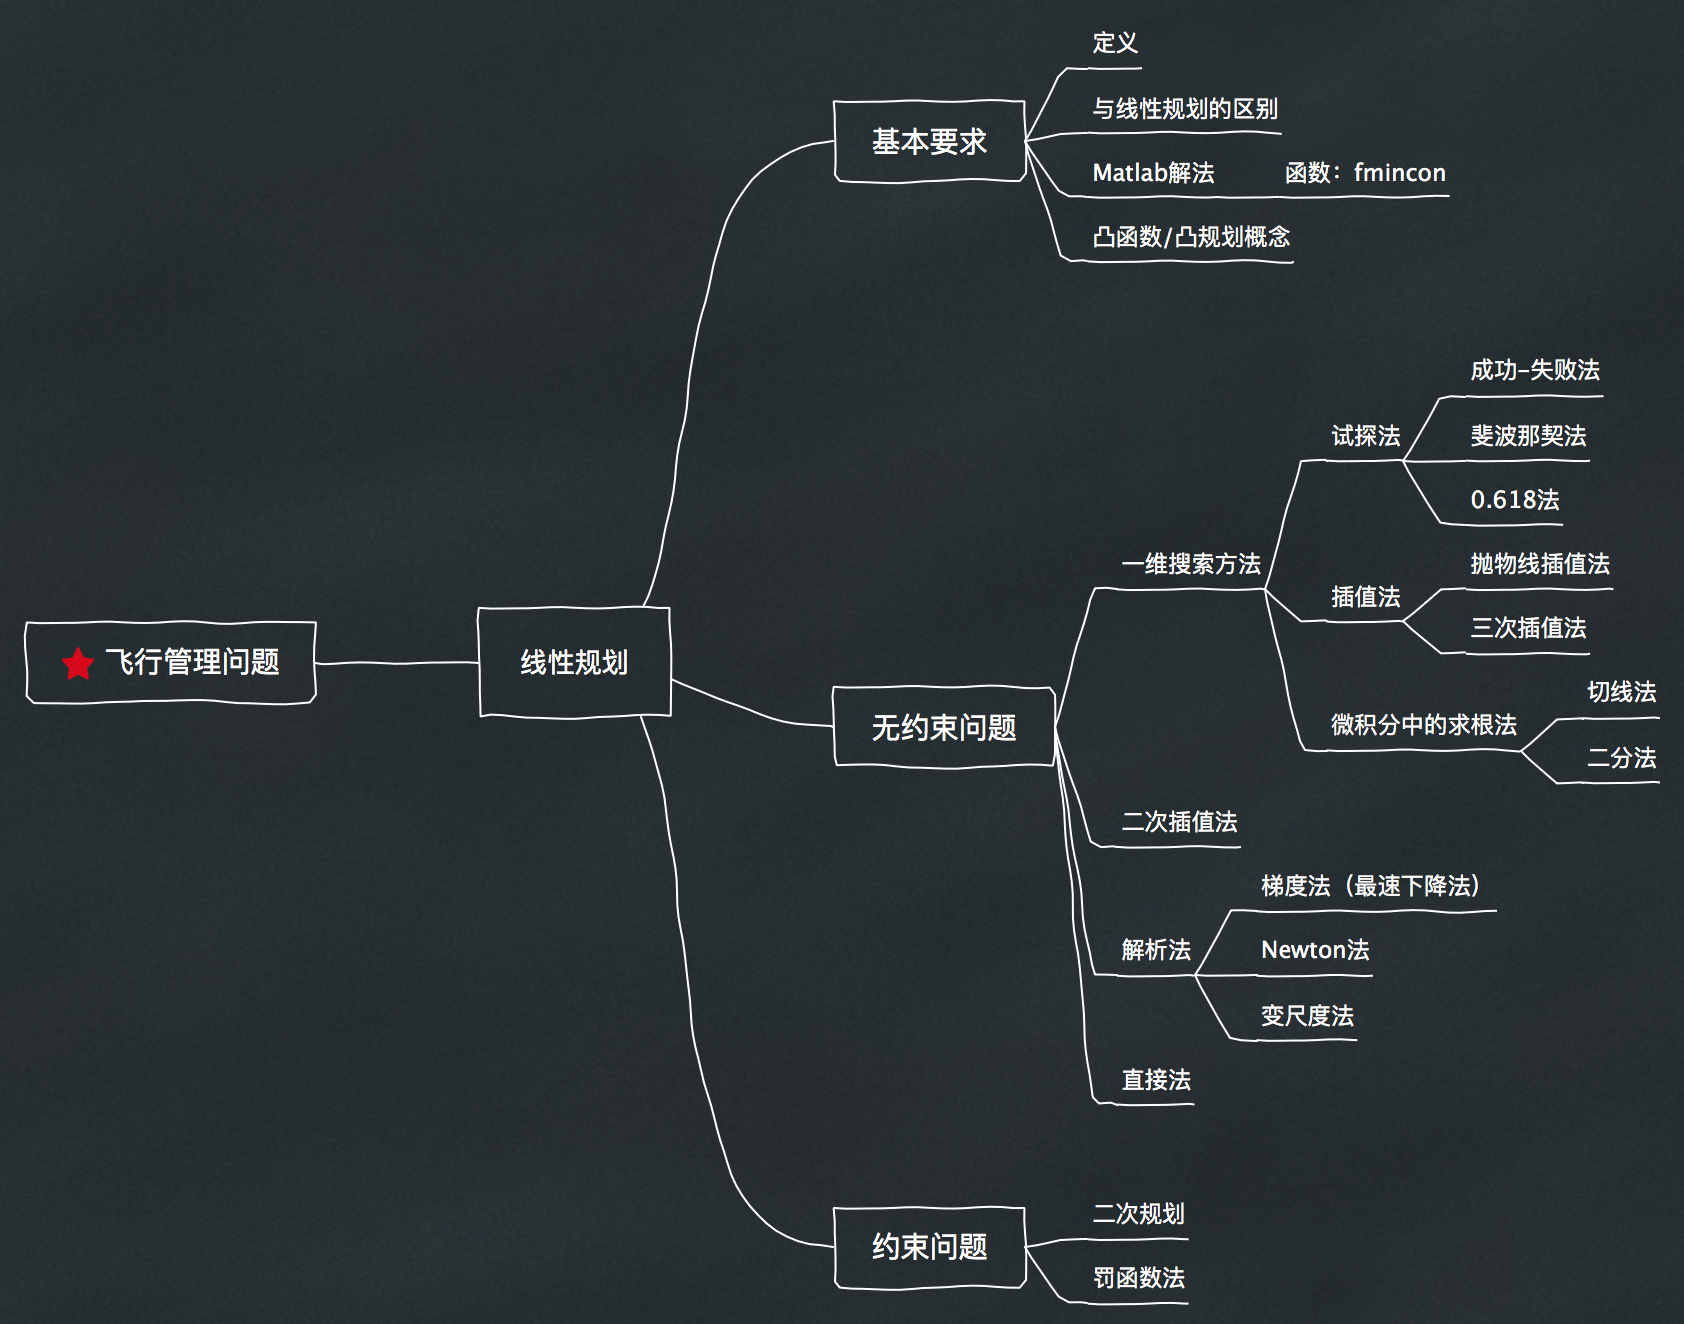 飞行管理问题
线性规划
基本要求
定义
与线性规划的区别
Matlab解法 函数：fmincon
凸函数/凸规划概念
无约束问题
一维搜索方法
试探法
成功-失败法
斐波那契法
0.618法
插值法
抛物线插值法
三次插值法
微积分中的求根法
切线法
二分法
二次插值法
解析法
梯度法（最速下降法）
Newton法
变尺度法
直接法
约束问题
二次规划
罚函数法